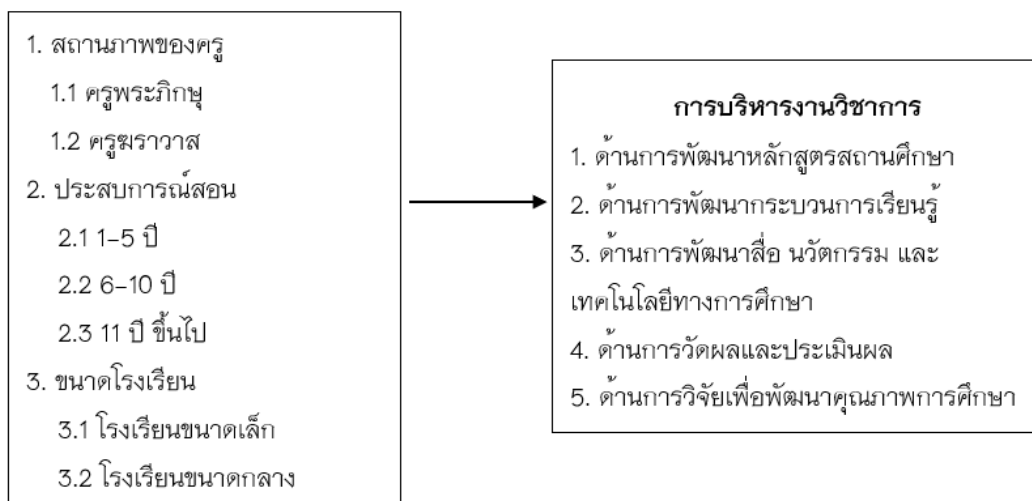 1. สถานภาพของครู
1.1 ครูพระภิกษุ
1.2 ครูฆราวาส
2. ประสบการณ์สอน
2.1 1–5 ปี
2.2 6–10 ปี
2.3 11 ปี ขึ้นไป
3. ขนาดโรงเรียน
3.1 โรงเรียนขนาดเล็ก
3.2 โรงเรียนขนาดกลาง
การบริหารงานวิชาการ
1. ด้านการพัฒนาหลักสูตรสถานศึกษา
2. ด้านการพัฒนากระบวนการเรียนรู้
3. ด้านการพัฒนาสื่อ นวัตกรรม และ
เทคโนโลยีทางการศึกษา
4. ด้านการวัดผลและประเมินผล
5. ด้านการวิจัยเพื่อพัฒนาคุณภาพการศึกษา